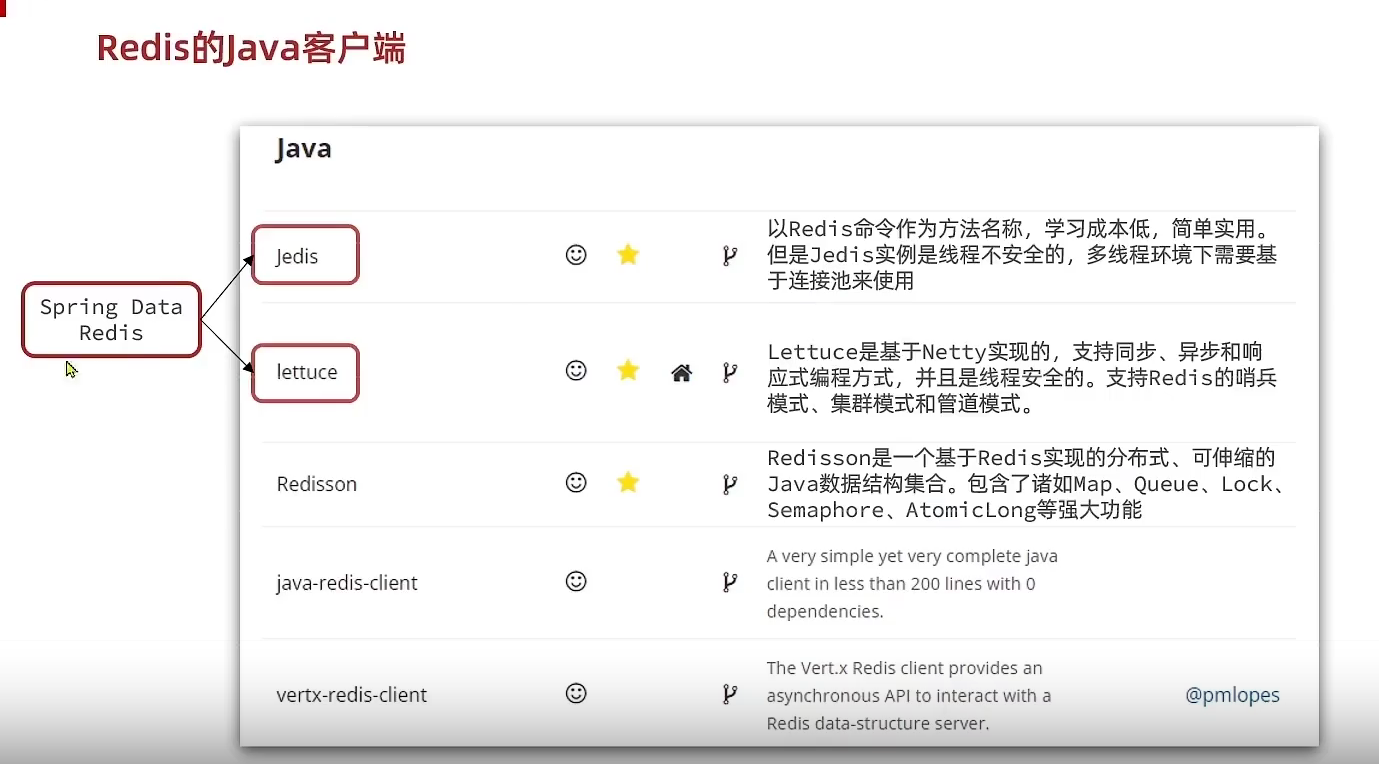 Redis的Java客户端
Java
Spring Data
Redis
Jedis
以Redis命令作为方法名称，学习成本低，简单实用。
但是Jedis实例是线程不安全的，多线程环境下需要基
于连接池来使用
lettuce
Lettuce是基于Netty实现的，支持同步、异步和响
应式编程方式，并且是线程安全的。支持Redis的哨兵
模式、集群模式和管道模式。
Redisson
Redisson是一个基于Redis实现的分布式、可伸缩的
Java数据结构集合。包含了诸如Map、Queue、Lock、
Semaphore、AtomicLong等强大功能
java-redis-client
A very simple yet very complete java
client in less than 200 lines with 0
dependencies.
vertx-redis-client
The Vert.x Redis client provides an
asynchronous API to interact with a
Redis data-structure server.
@pmlopes